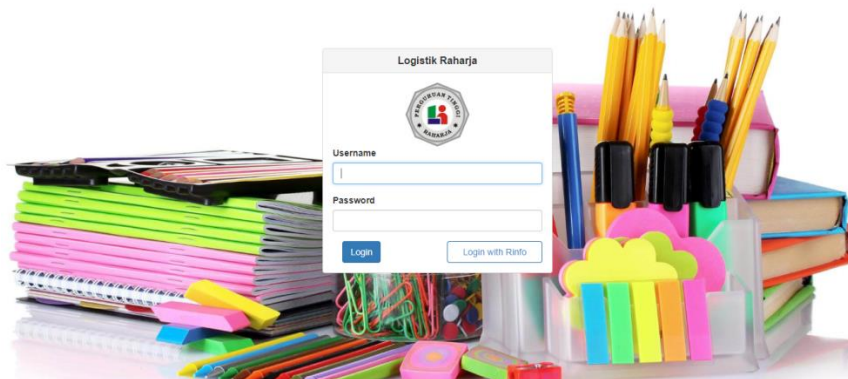 Logistik Raharja
PERGURUAN TINGGI
RAHARJA
Username
Password
Login
Login with Rinfo